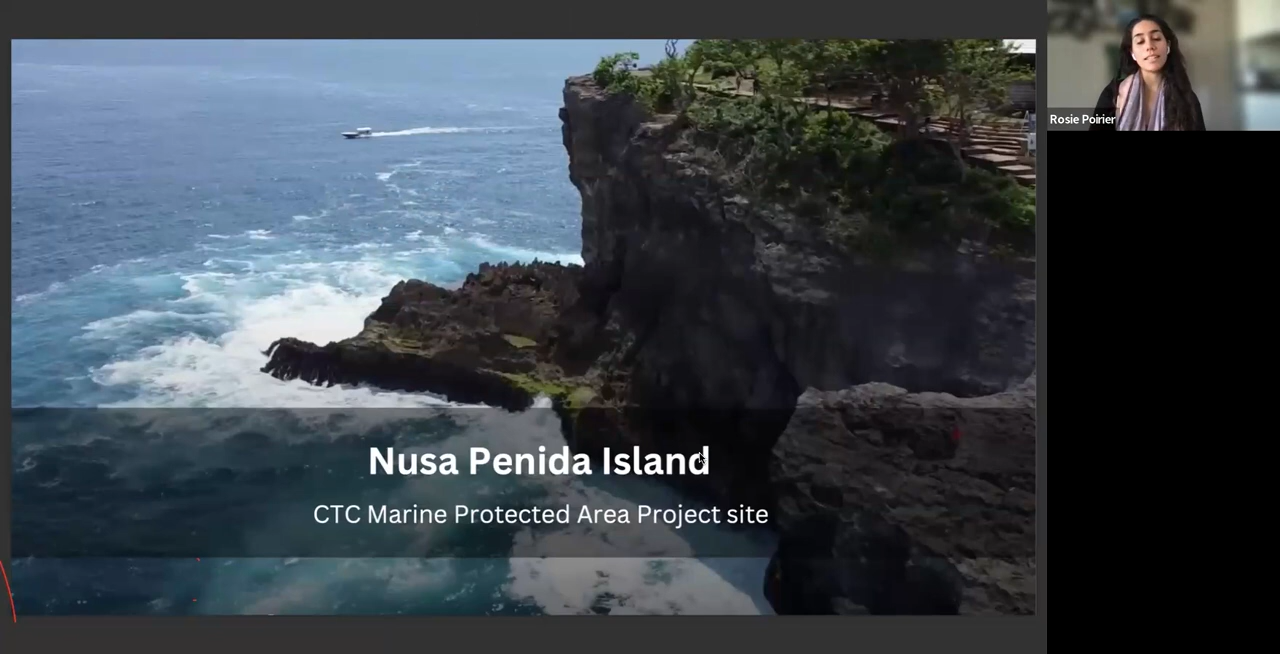 Nusa Penida Island
CTC Marine Protected Area Project site
Rosie Poirier